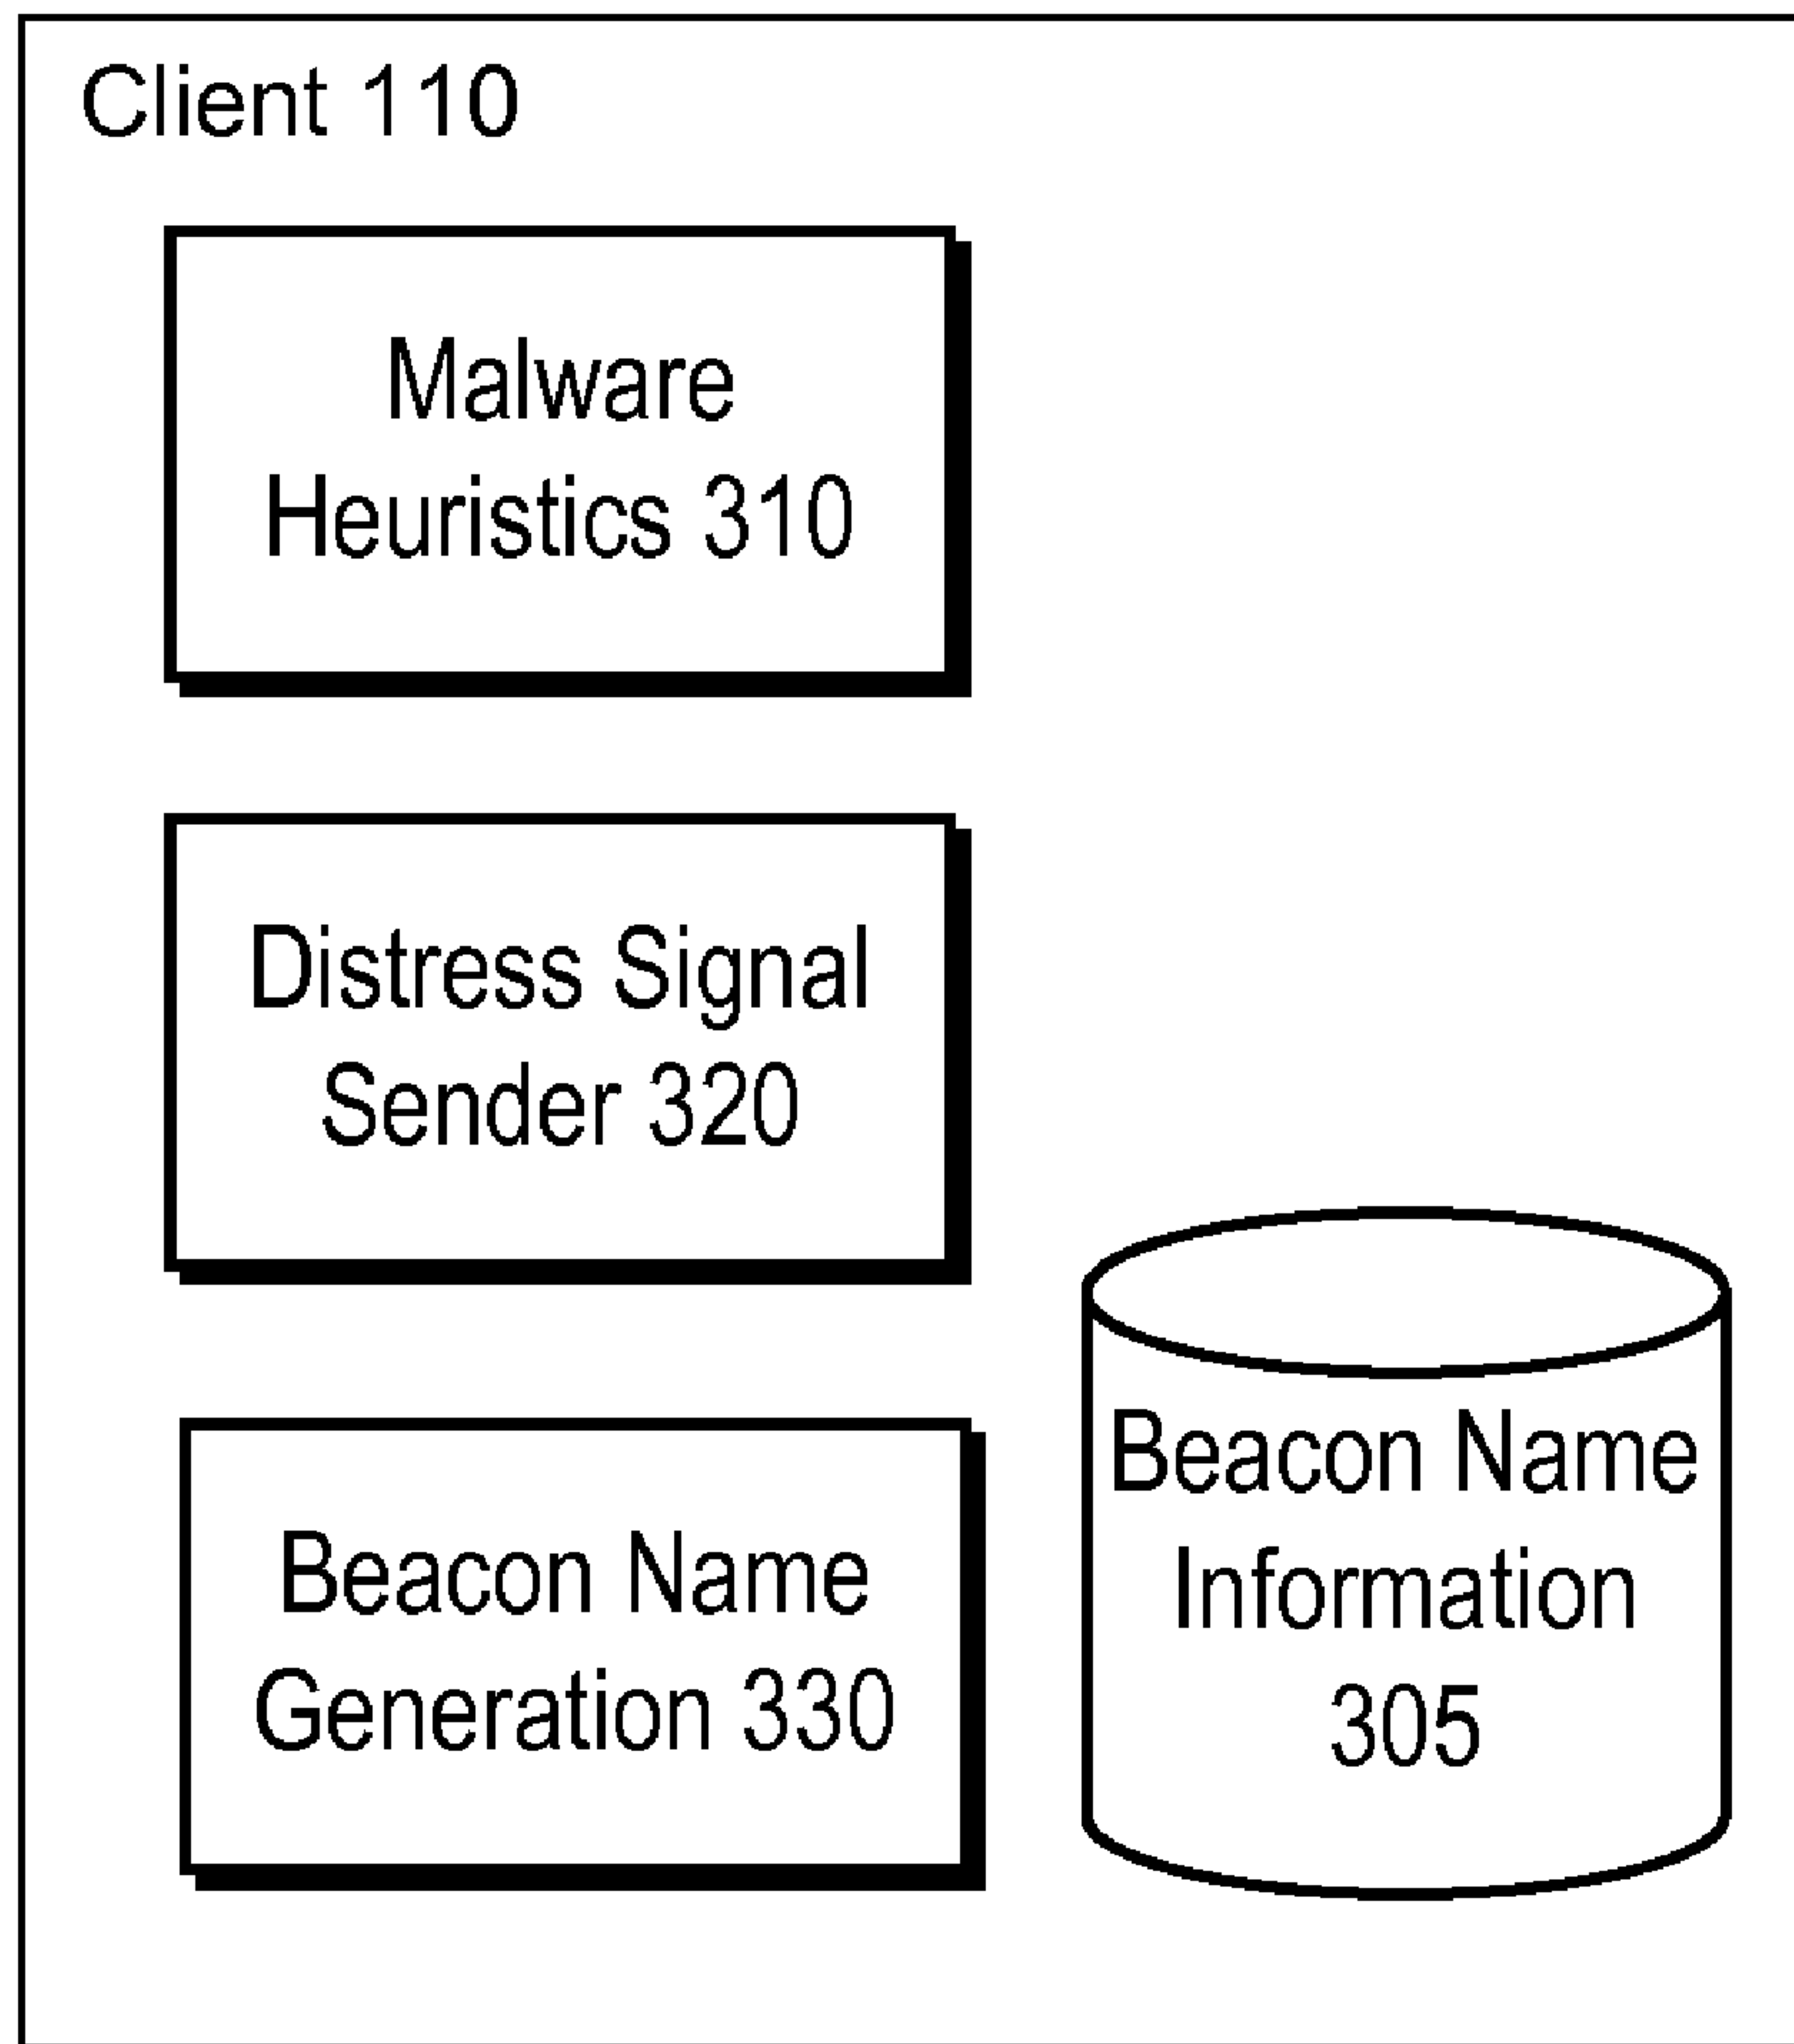 Client 110
Malware
Heuristics 310
Distress Signal
Sender 320
Beacon Name
Generation 330
Beacon Name
Information
305